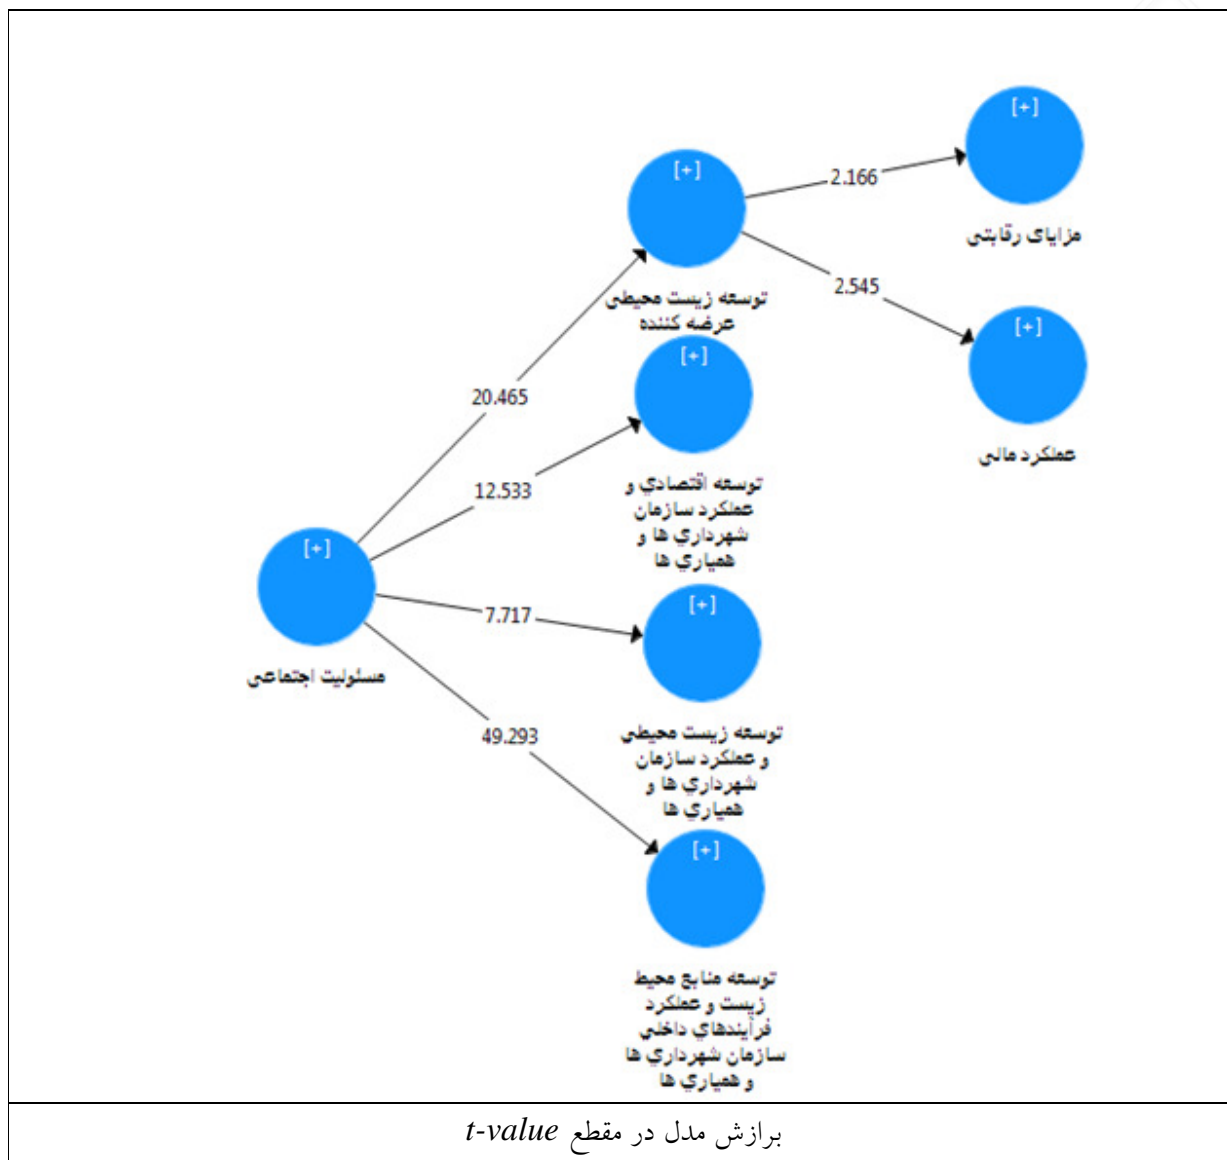 [+]
مزایای رقابتی
[+]
توسعه زیست محیطی
عرضه کننده
2.166
2.545
[+]
عملکرد مالی
20.465
[+]
توسعه اقتصادي و
عملکرد سازمان
شهرداري ها و
همیاري ها
12.533
[+]
مسئولیت اجتماعی
7.717
[+]
توسعه زیست محیطی
و عملکرد سازمان
شهرداري ها و
همیاري ها
49.293
[+]
توسعه منابع محیط
زیست و عملکرد
فرآیندهاي داخلي
سازمان شهرداري ها
و همیاري ها
برازش مدل در مقطع t-value